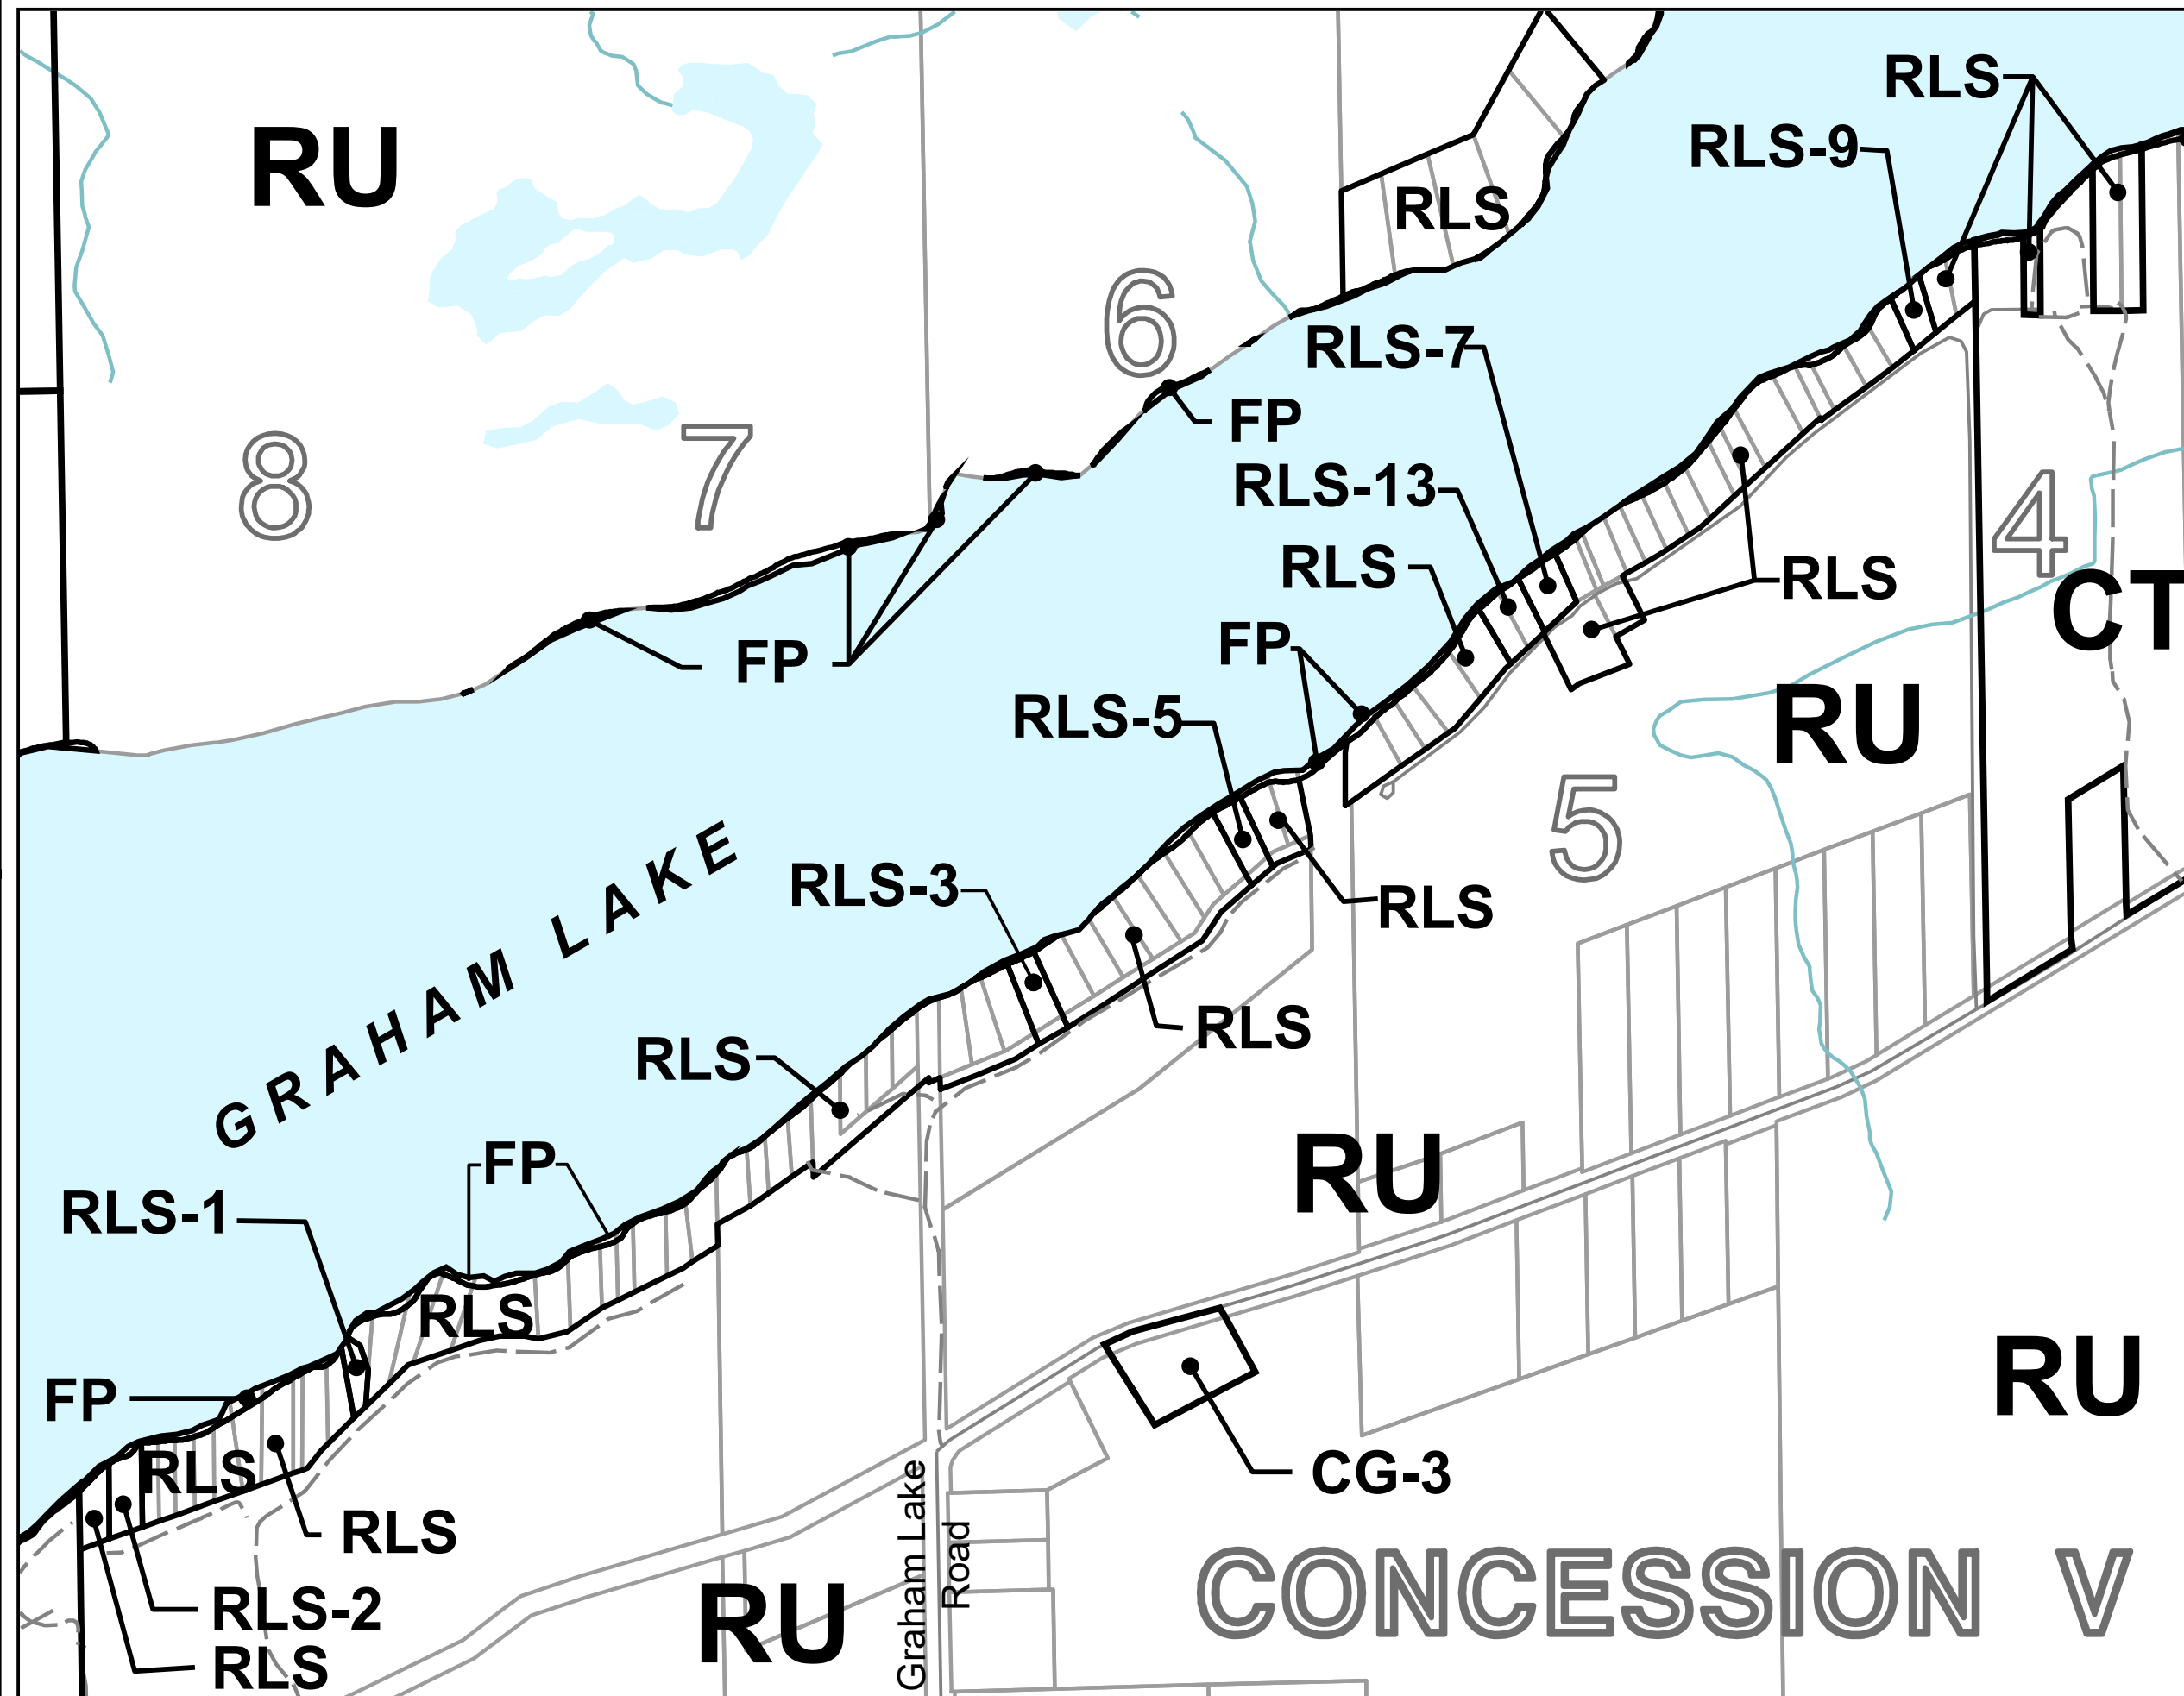 RLS
RLS-9
RU
RLS
6
RLS-7
FP
7
8
RLS-13
4
RLS
RLS
CT
FP
FP
RLS-5
RU
5
GRAHAM LAKE
RLS-3
RLS
RLS
RLS
FP
RU
RLS-1
RLS
RU
FP
RLS
CG-3
RLS
Graham Lake
Road
CONCESSION V
RLS-2
RU
RLS